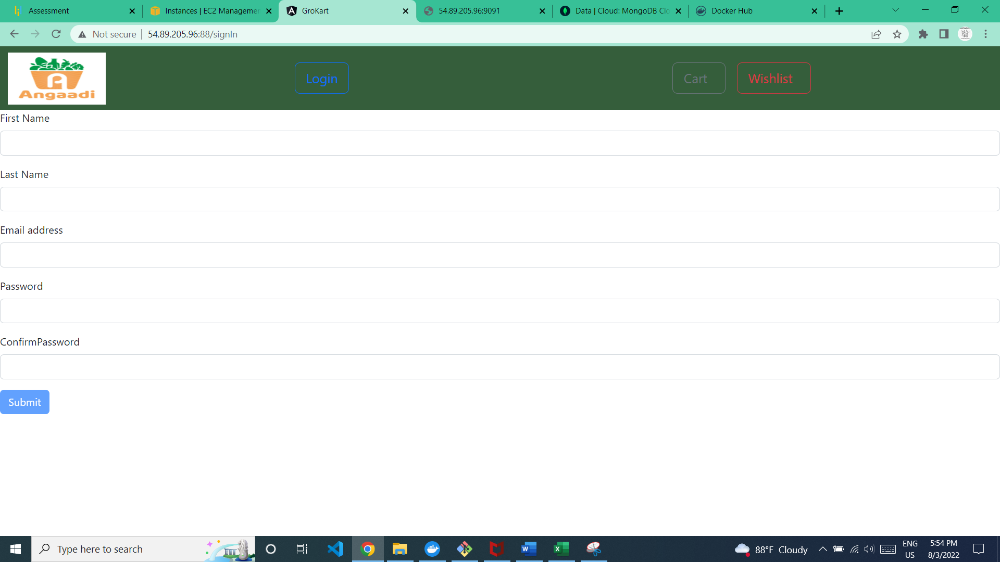 Assessment
Instances | EC2 Managemen
GroKart
54.89.205.96:9091
Data | Cloud: MongoDB Clo
Docker Hub
Not secure | 54.89.205.96:88/signIn
Angaadi
Login
Cart
Wishlist
First Name
Last Name
Email address
Password
ConfirmPassword
Submit
Type here to search
88°F Cloudy
ENG
US
5:54 PM
8/3/2022